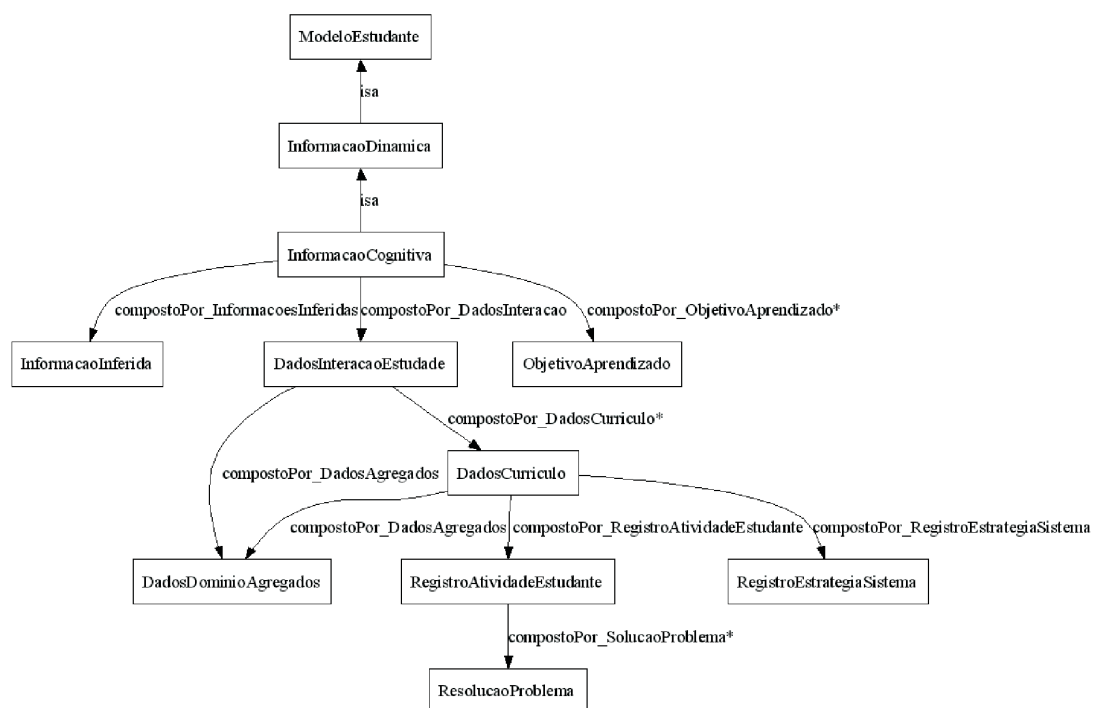 ModeloEstudante
isa
InformacaoDinamica
isa
InformacaoCognitiva
compostoPor_InformacoesInferidas
compostoPor_DadosInteracao
compostoPor_ObjetivoAprendizado*
InformacaoInferida
DadosInteracaoEstudade
ObjetivoAprendizado
compostoPor_DadosCurriculo*
compostoPor_DadosAgregados
DadosCurriculo
compostoPor_DadosAgregados
compostoPor_RegistroAtividadeEstudante
compostoPor_RegistroEstrategiaSistema
DadosDominioAgregados
RegistroAtividadeEstudante
RegistroEstrategiaSistema
compostoPor_SolucaoProblema*
ResolucaoProblema